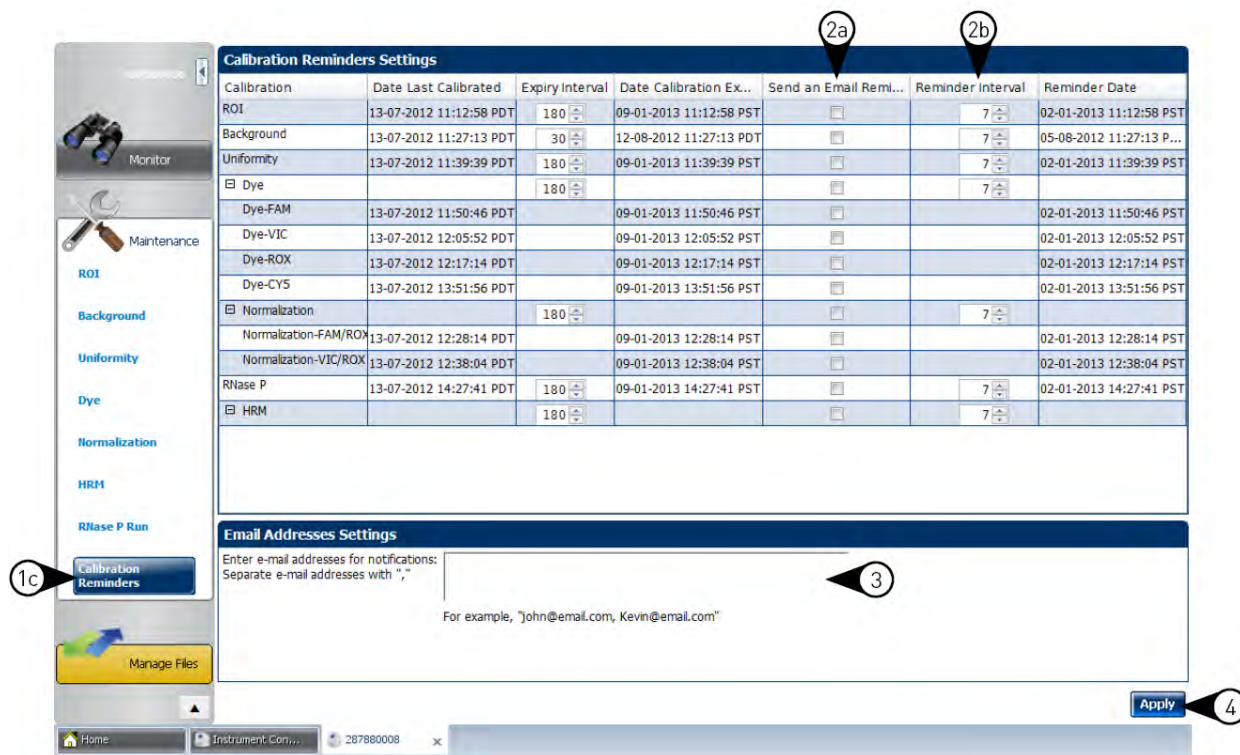 2a 2b
Calibration Reminders Settings
Calibration Date Last Calibrated Expiry Interval Date Calibration Ex... Send an Email Remi... Reminder Interval Reminder Date
ROI 13-07-2012 11:12:58 PDT 180 09-01-2013 11:12:58 PST 7 02-01-2013 11:12:58 PST
Background 13-07-2012 11:27:13 PDT 30 12-08-2012 11:27:13 PDT 7 05-08-2012 11:27:13 P...
Uniformity 13-07-2012 11:39:39 PDT 180 09-01-2013 11:39:39 PST 7 02-01-2013 11:39:39 PST
Dye 180 7
Dye-FAM 13-07-2012 11:50:46 PDT 09-01-2013 11:50:46 PST 02-01-2013 11:50:46 PST
Dye-VIC 13-07-2012 12:05:52 PDT 09-01-2013 12:05:52 PST 02-01-2013 12:05:52 PST
Dye-ROX 13-07-2012 12:17:14 PDT 09-01-2013 12:17:14 PST 02-01-2013 12:17:14 PST
Dye-CY5 13-07-2012 13:51:56 PDT 09-01-2013 13:51:56 PST 02-01-2013 13:51:56 PST
Normalization 180 7
Normalization-FAM/ROX 13-07-2012 12:28:14 PDT 09-01-2013 12:28:14 PST 02-01-2013 12:28:14 PST
Normalization-VIC/ROX 13-07-2012 12:38:04 PDT 09-01-2013 12:38:04 PST 02-01-2013 12:38:04 PST
RNase P 13-07-2012 14:27:41 PDT 180 09-01-2013 14:27:41 PST 7 02-01-2013 14:27:41 PST
HRM 180 7
Monitor
Maintenance
ROI
Background
Uniformity
Dye
Normalization
HRM
RNase P Run
1c
Calibration
Reminders
Manage Files
Email Addresses Settings
Enter e-mail addresses for notifications:
Separate e-mail addresses with ","
3
For example, "john@email.com, Kevin@email.com"
Apply 4
Home Instrument Con... 287880008 x